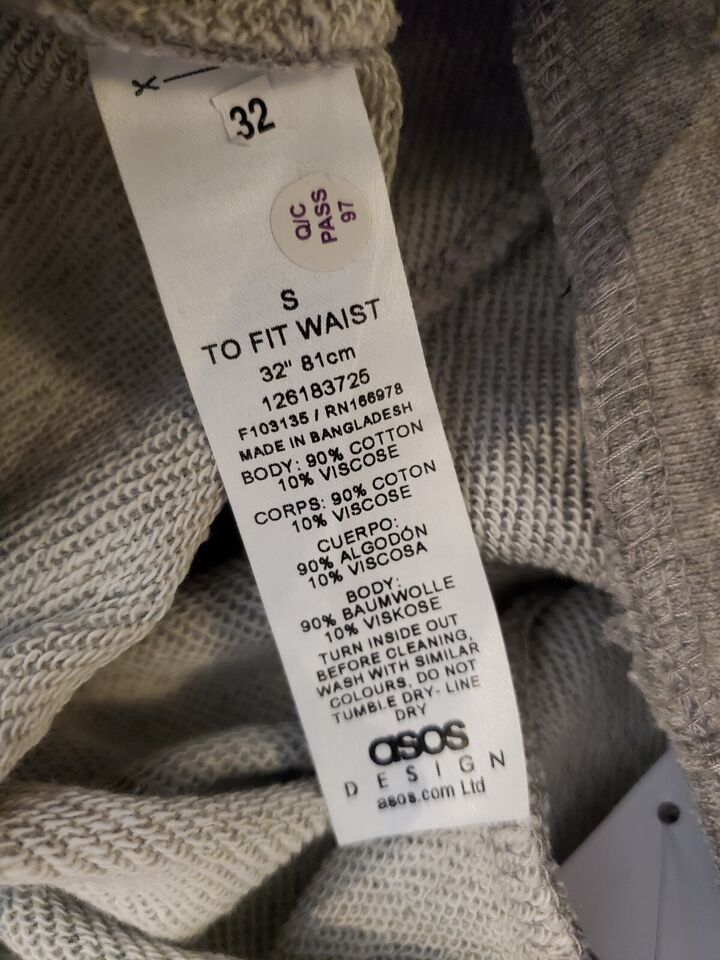 32
Q/C
PASS
97
S
TO FIT WAIST
32" 81cm
126183725
F103135 / RN166978
MADE IN BANGLADESH
BODY: 90% COTTON
10% VISCOSE
CORPS: 90% COTON
10% VISCOSE
CUERPO:
90% ALGODÓN
10% VISCOSA
BODY:
90% BAUMWOLLE
10% VISKOSE
TURN INSIDE OUT
BEFORE CLEANING,
WASH WITH SIMILAR
COLOURS, DO NOT
TUMBLE DRY- LINE
DRY
asos
DESIGN
asos.com Ltd